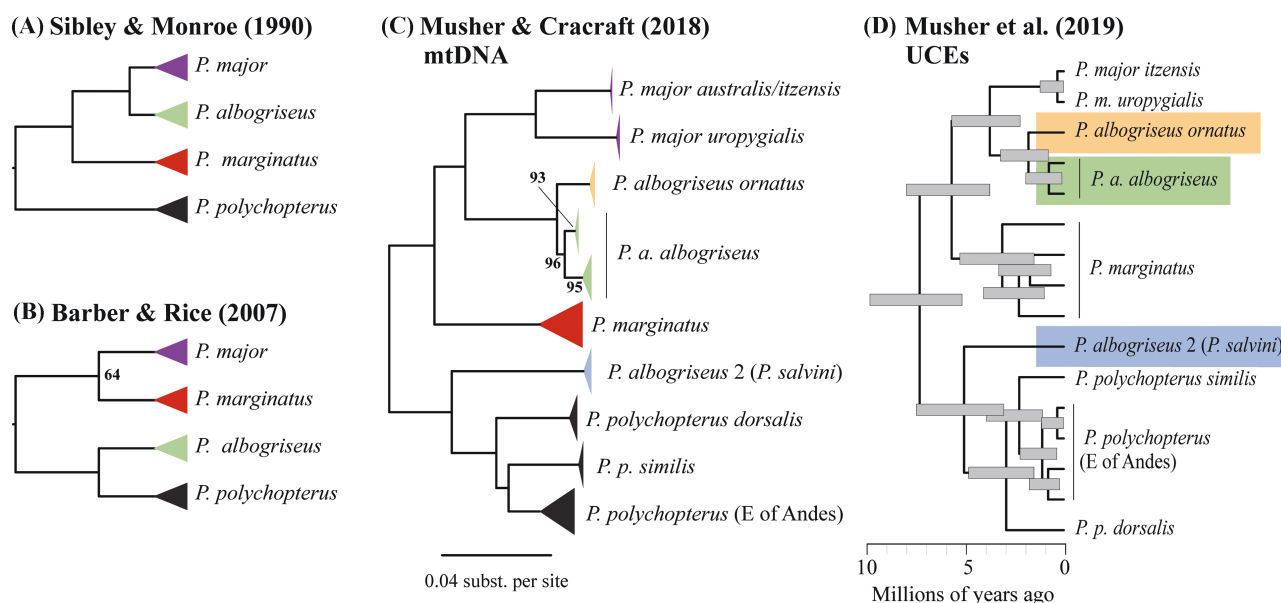 (A) Sibley & Monroe (1990)
P. major
P. albogriseus
P. marginatus
P. polychopterus
(B) Barber & Rice (2007)
64
P. major
P. marginatus
P. albogriseus
P. polychopterus
(C) Musher & Cracraft (2018)
mtDNA
P. major australis/itzensis
P. major uropygialis
93
P. albogriseus ornatus
96
P. a. albogriseus
95
P. marginatus
P. albogriseus 2 (P. salvini)
P. polychopterus dorsalis
P. p. similis
P. polychopterus (E of Andes)
0.04 subst. per site
(D) Musher et al. (2019)
UCEs
P. major itzensis
P. m. uropygialis
P. albogriseus ornatus
P. a. albogriseus
P. marginatus
P. albogriseus 2 (P. salvini)
P. polychopterus similis
P. polychopterus
(E of Andes)
P. p. dorsalis
10 5 0
Millions of years ago